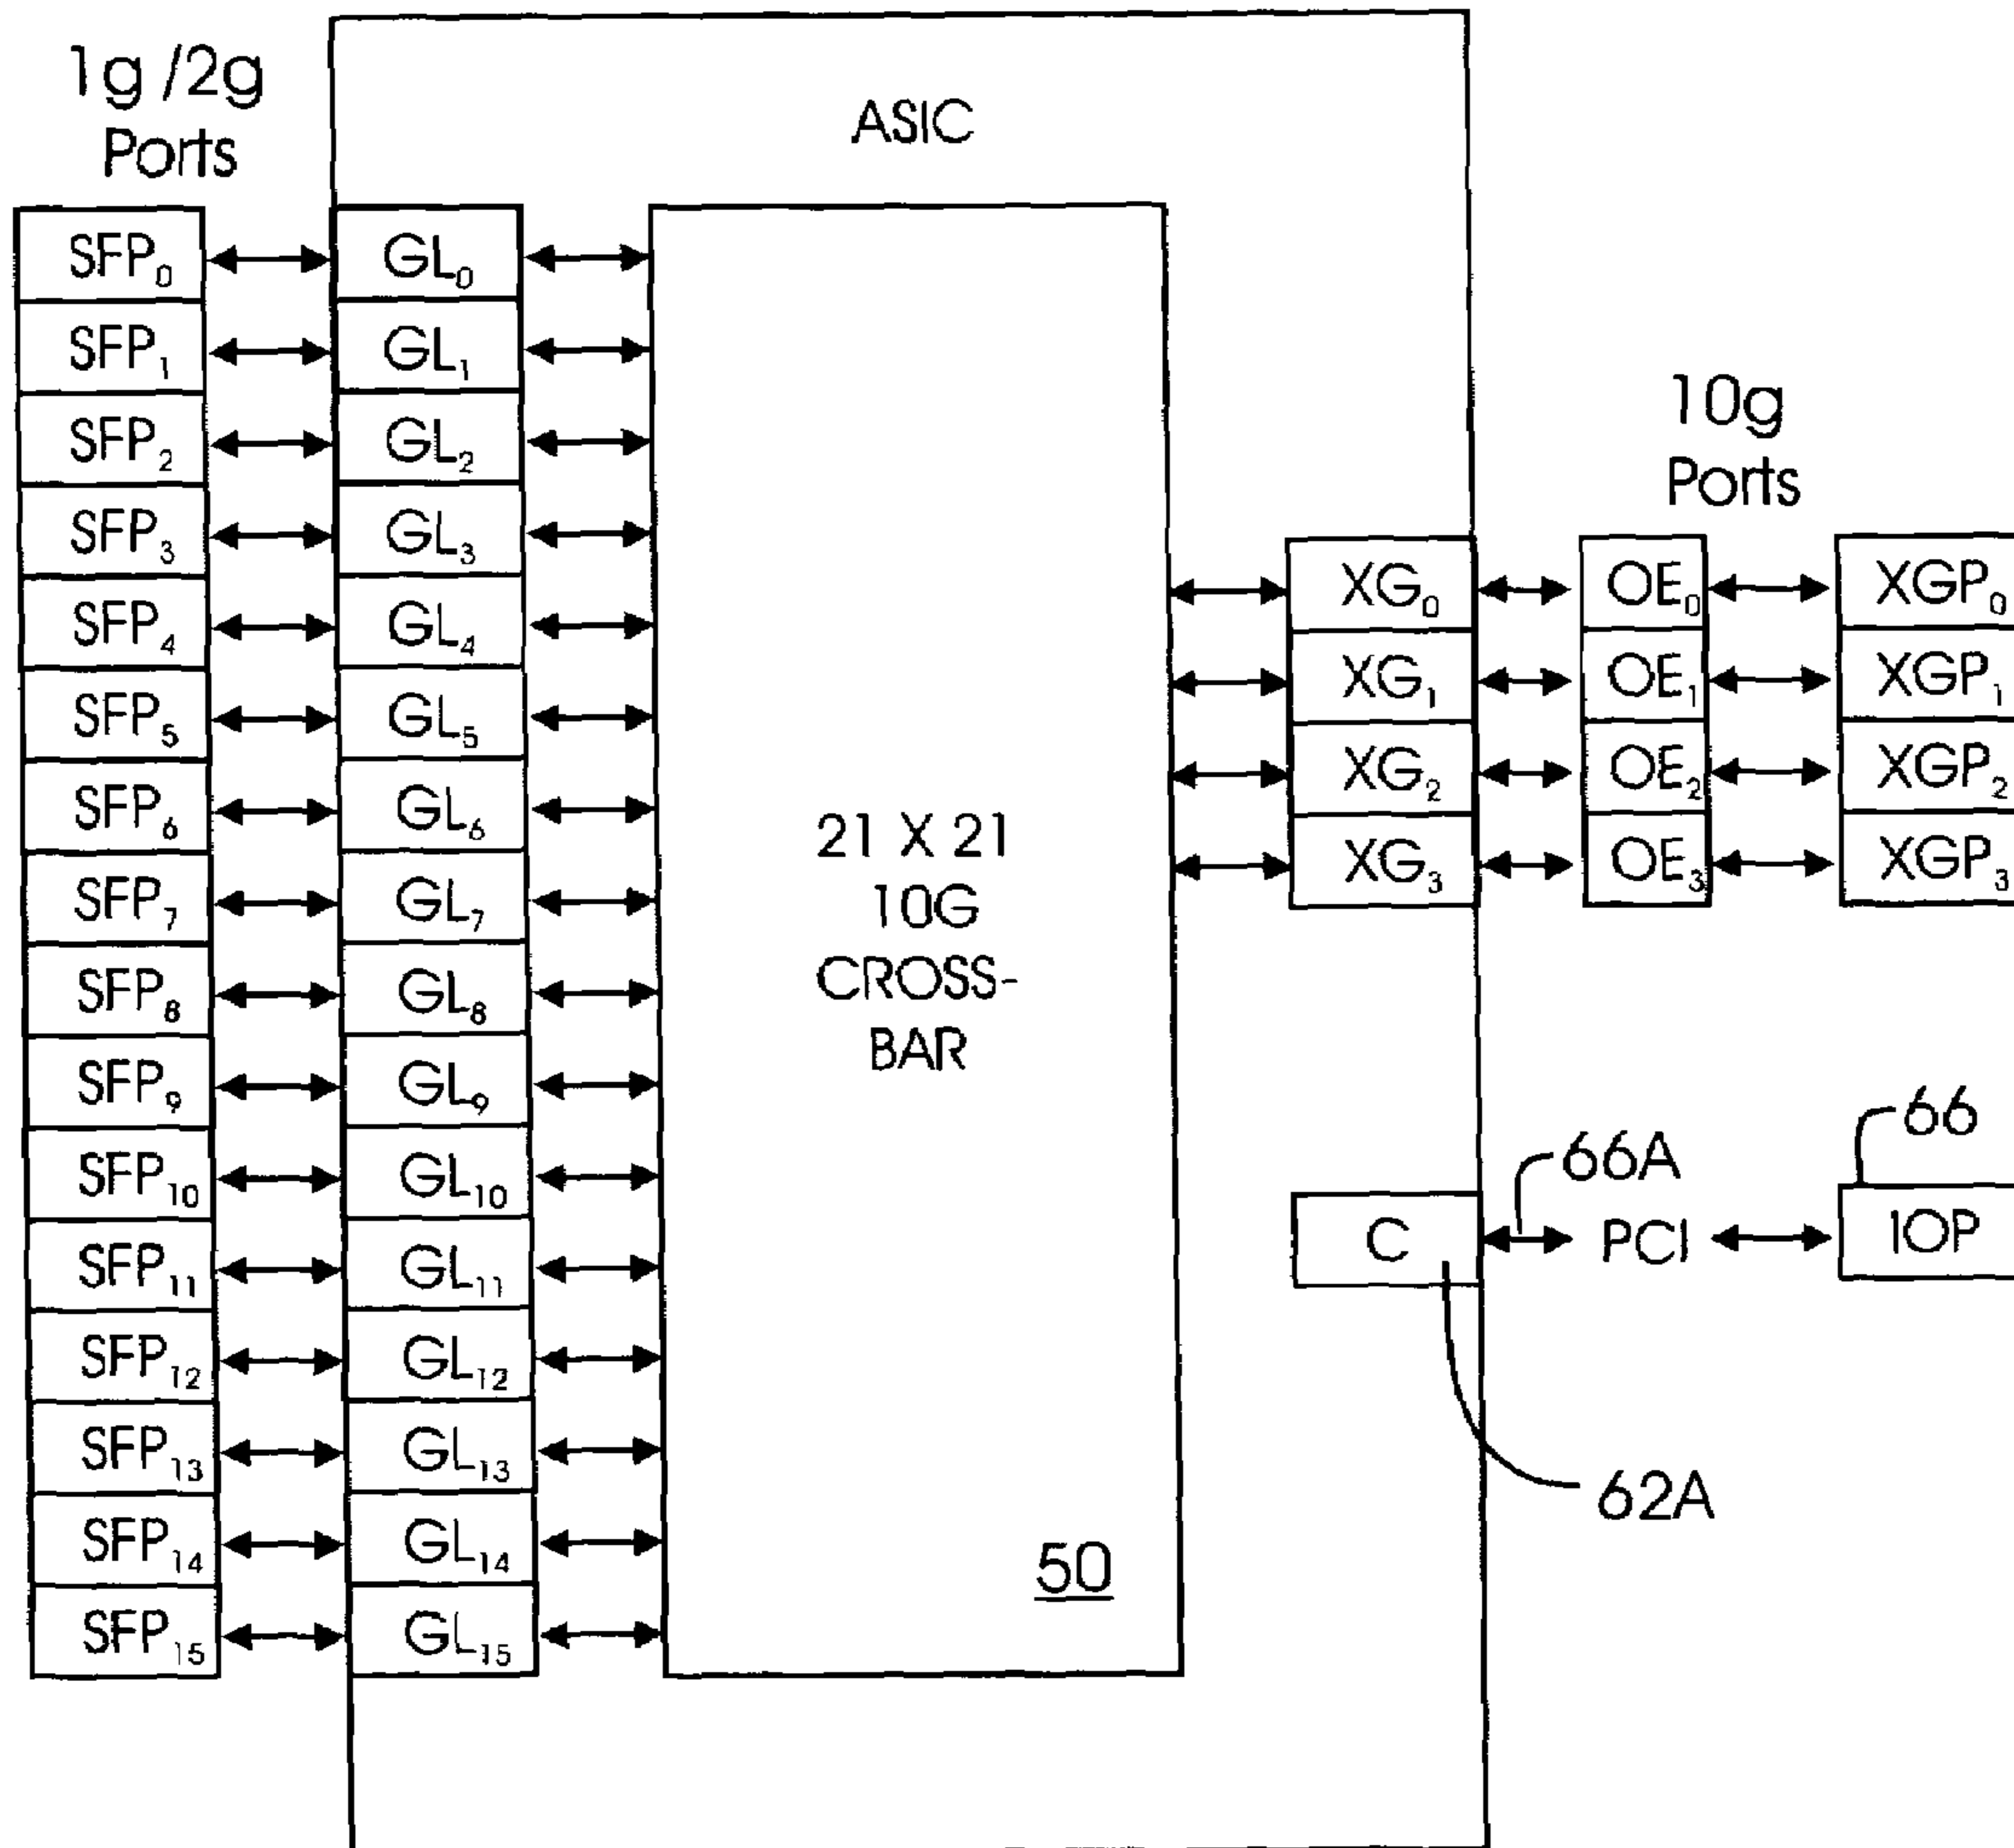 1g /2g
Ports
ASIC
SFP0
GL0
SFP1
GL1
SFP2
GL2
SFP3
GL3
SFP4
GL4
SFP5
GL5
SFP6
GL6
SFP7
GL7
SFP8
GL8
SFP9
GL9
SFP10
GL10
SFP11
GL11
SFP12
GL12
SFP13
GL13
SFP14
GL14
SFP15
GL15
21 X 21
10G
CROSS-
BAR
50
10g
Ports
XG0
OE0
XGP0
XG1
OE1
XGP1
XG2
OE2
XGP2
XG3
OE3
XGP3
66
66A
C
PCI
IOP
62A